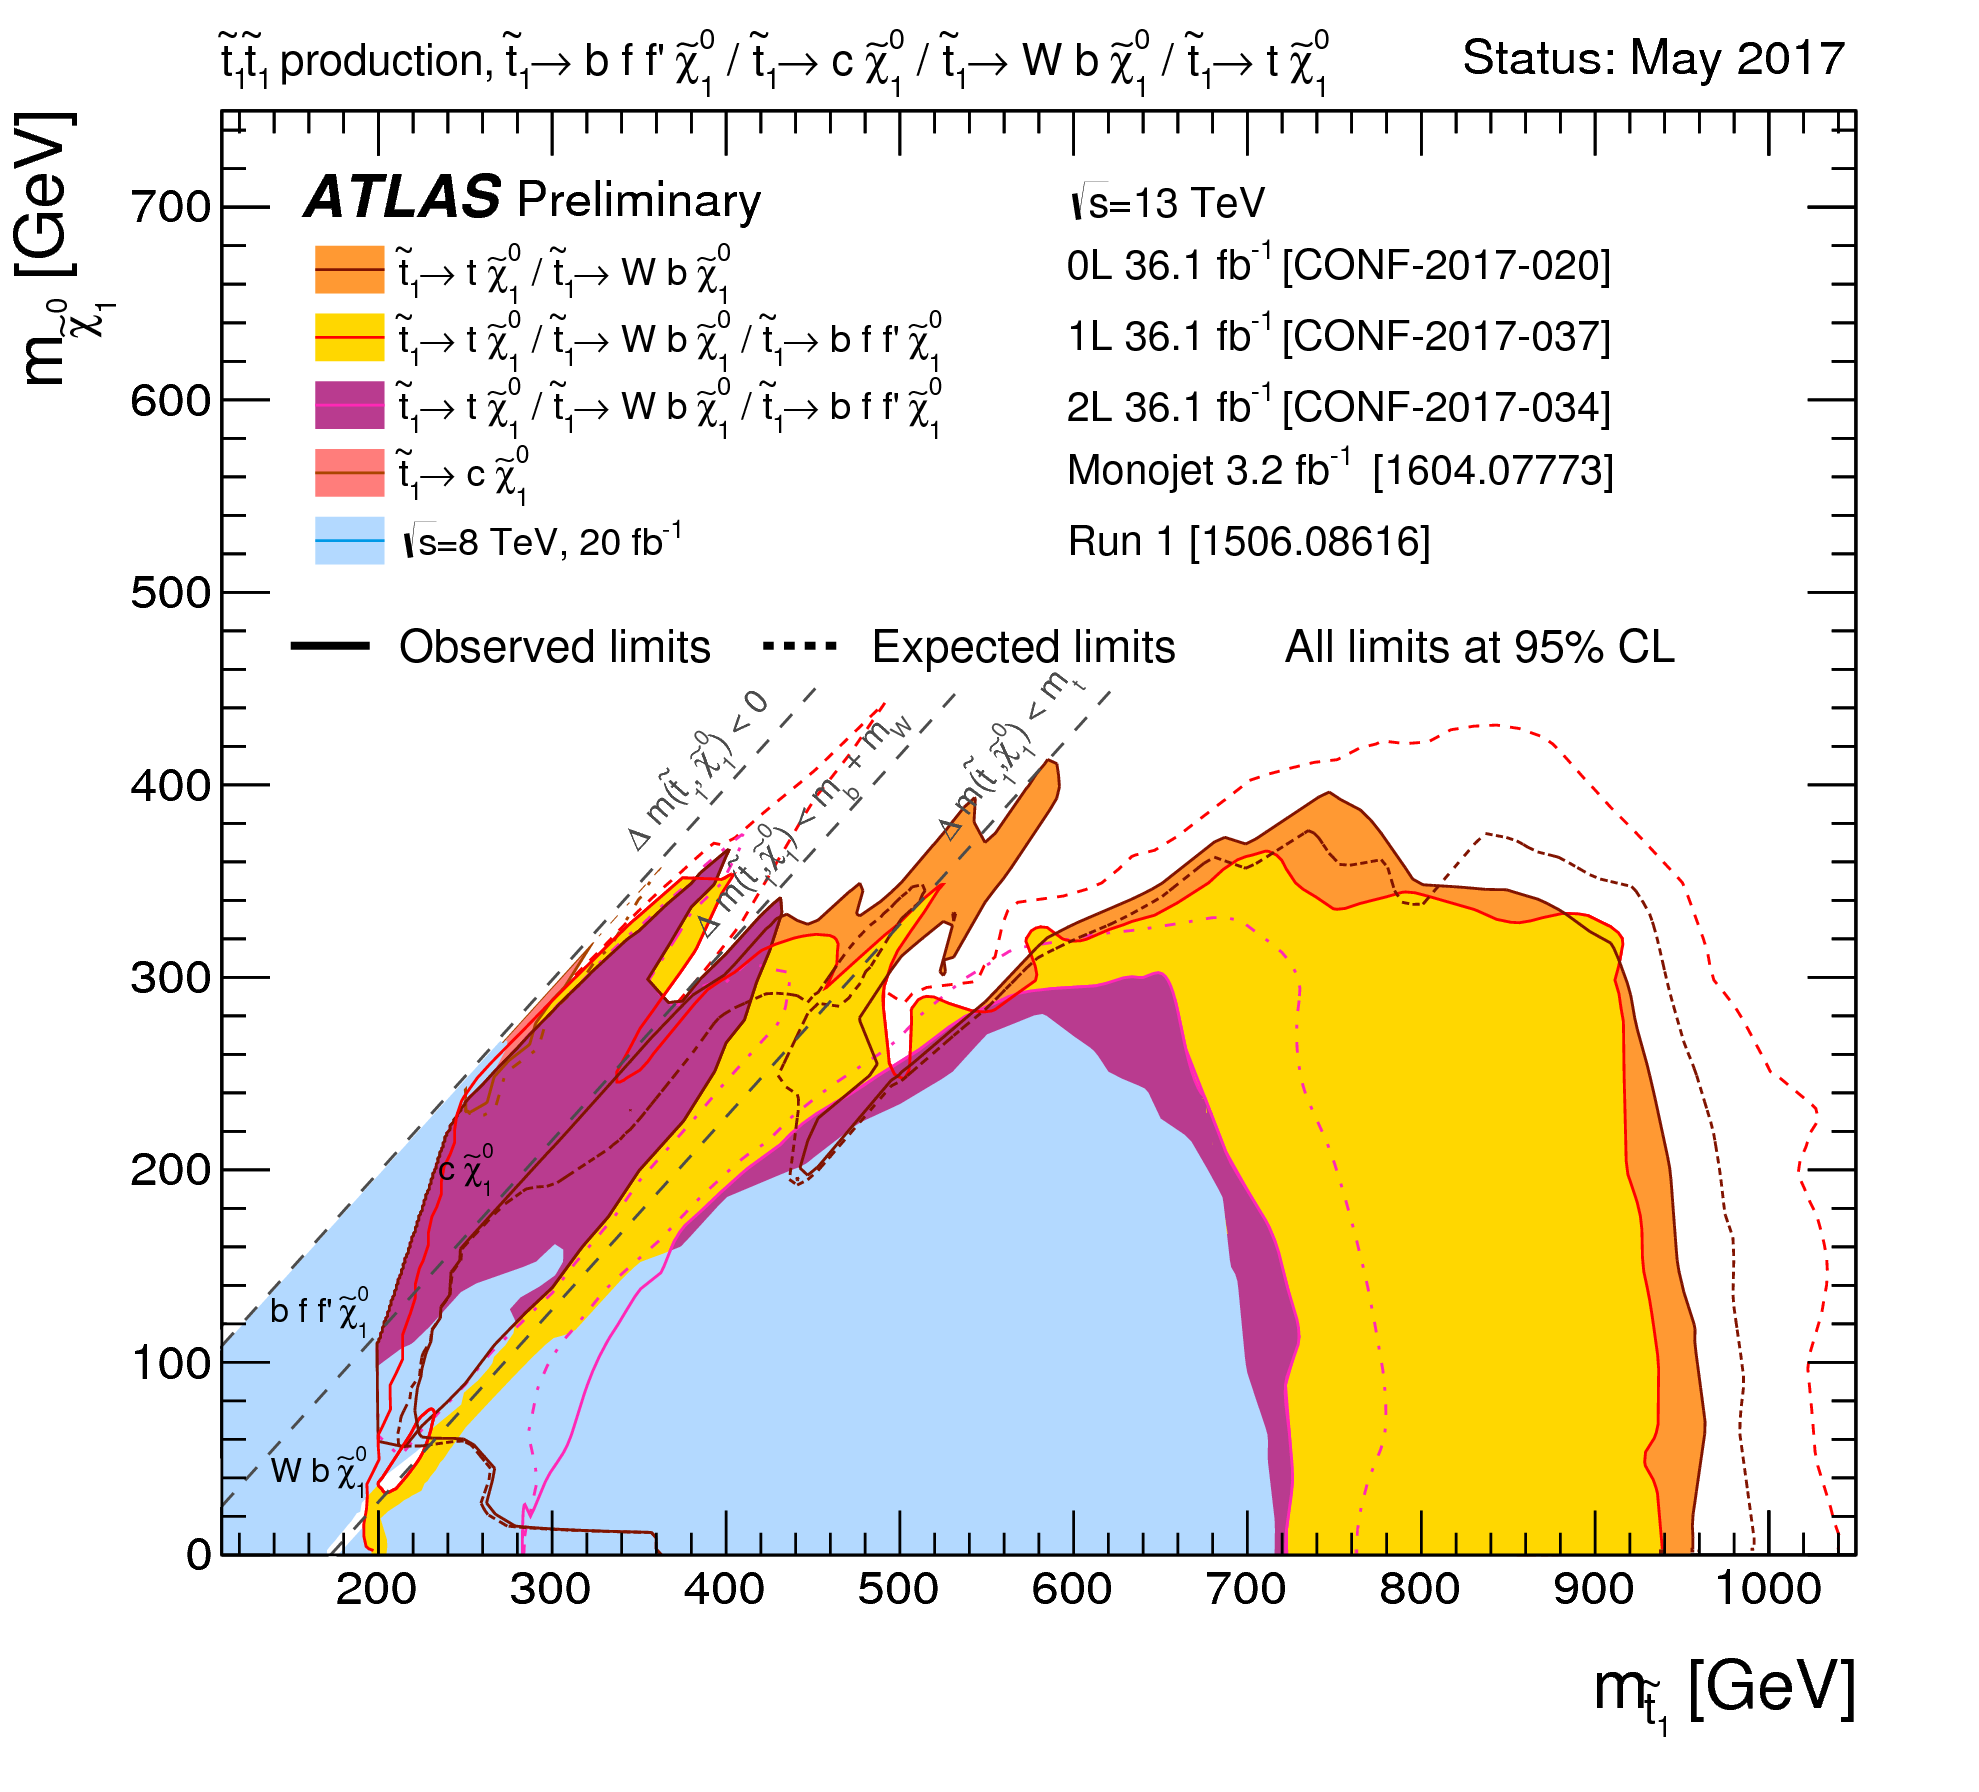 t̃₁t̃₁ production, t̃₁→ b f f' χ̃₁⁰ / t̃₁→ c χ̃₁⁰ / t̃₁→ W b χ̃₁⁰ / t̃₁→ t χ̃₁⁰
Status: May 2017
m_χ̃₁⁰ [GeV]
ATLAS Preliminary
√s=13 TeV
t̃₁→ t χ̃₁⁰ / t̃₁→ W b χ̃₁⁰
0L 36.1 fb⁻¹ [CONF-2017-020]
t̃₁→ t χ̃₁⁰ / t̃₁→ W b χ̃₁⁰ / t̃₁→ b f f' χ̃₁⁰
1L 36.1 fb⁻¹ [CONF-2017-037]
t̃₁→ t χ̃₁⁰ / t̃₁→ W b χ̃₁⁰ / t̃₁→ b f f' χ̃₁⁰
2L 36.1 fb⁻¹ [CONF-2017-034]
t̃₁→ c χ̃₁⁰
Monojet 3.2 fb⁻¹ [1604.07773]
√s=8 TeV, 20 fb⁻¹
Run 1 [1506.08616]
Observed limits
Expected limits
All limits at 95% CL
Δ m(t̃₁,χ̃₁⁰) < 0
Δ m(t̃₁,χ̃₁⁰) < m_b + m_W
Δ m(t̃₁,χ̃₁⁰) < m_t
c χ̃₁⁰
b f f' χ̃₁⁰
W b χ̃₁⁰
700
600
500
400
300
200
100
0
200 300 400 500 600 700 800 900 1000
m_t̃₁ [GeV]